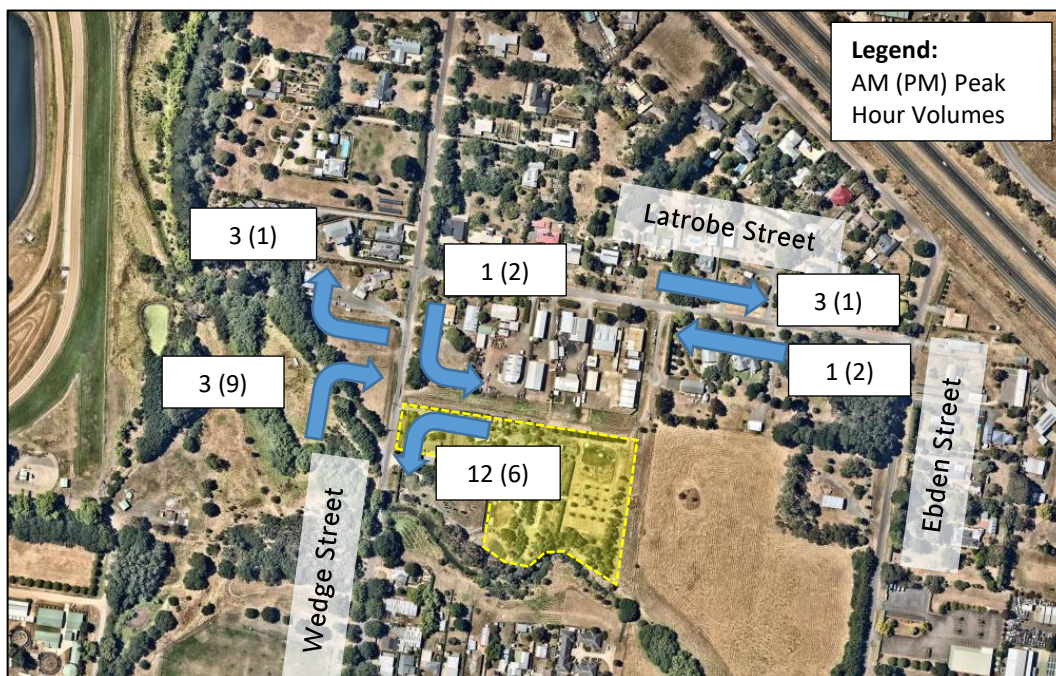 Legend:
AM (PM) Peak
Hour Volumes
Latrobe Street
3 (1)
1 (2)
3 (1)
3 (9)
1 (2)
12 (6)
Wedge Street
Ebden Street